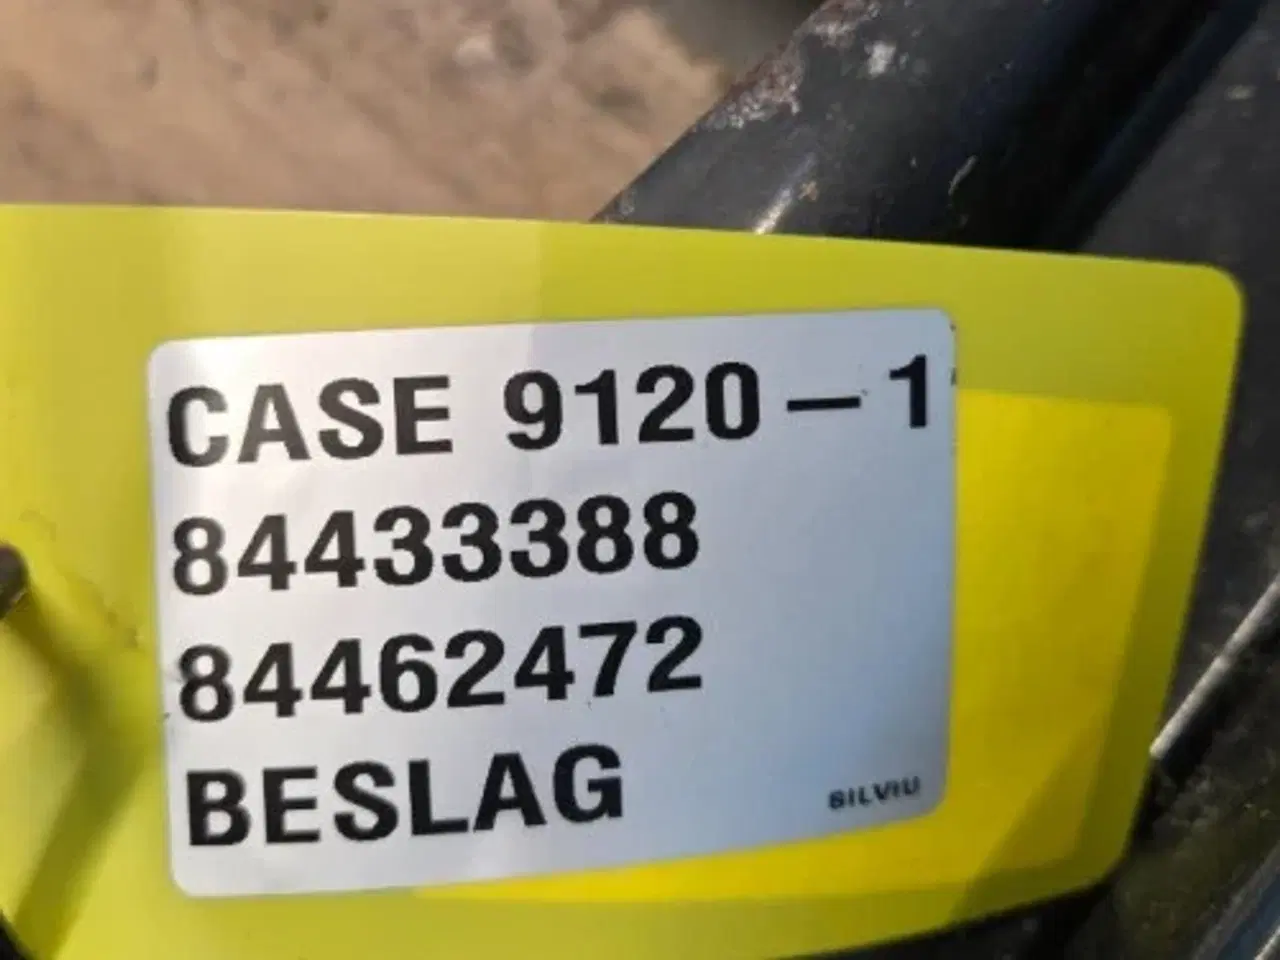 CASE 9120-1
84433388
84462472
BESLAG
SILVIU